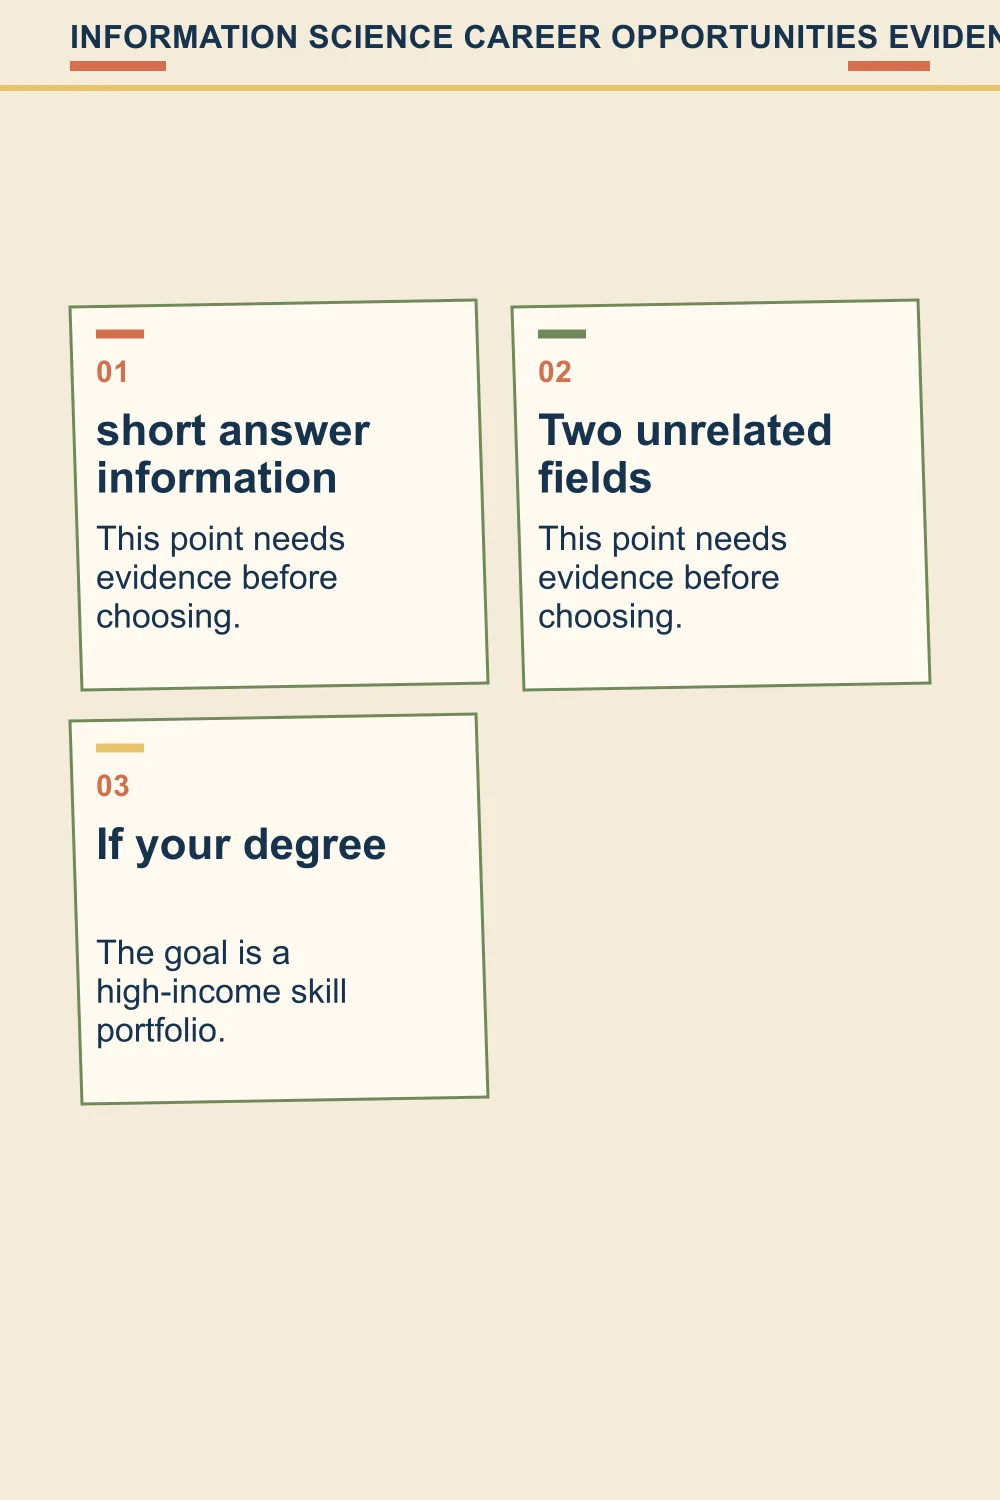 INFORMATION SCIENCE CAREER OPPORTUNITIES
01
short answer
information
This point needs
evidence before
choosing.
02
Two unrelated
fields
This point needs
evidence before
choosing.
03
If your degree
The goal is a
high-income skill
portfolio.